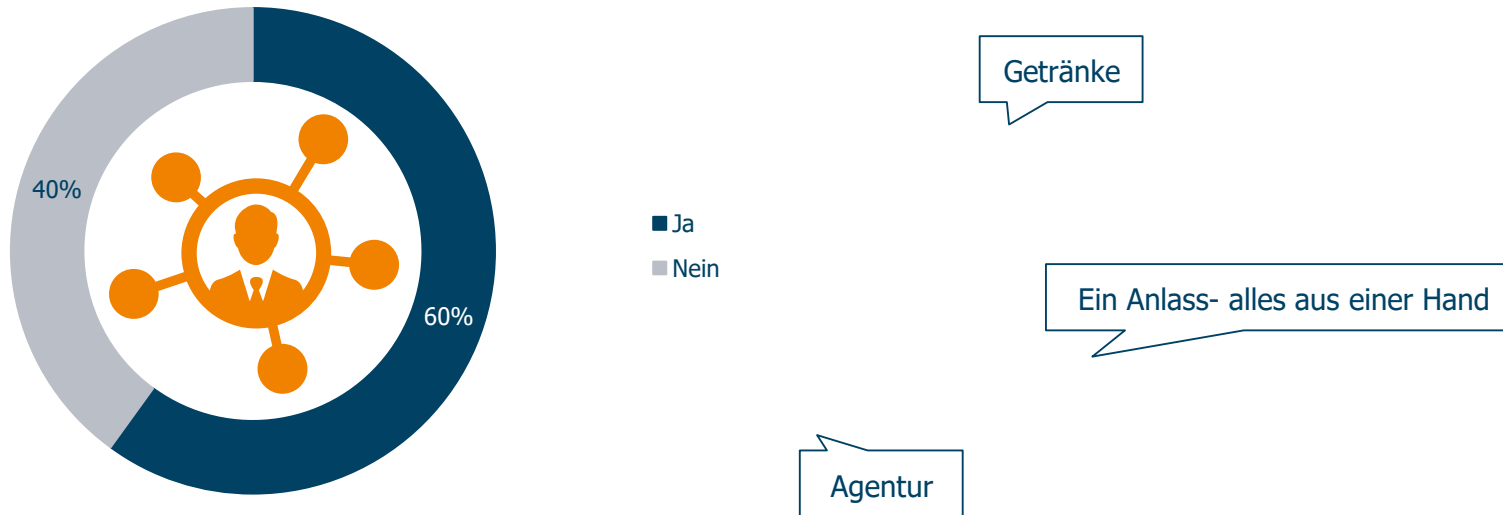 Getränke
40%
Ja
Nein
60%
Ein Anlass- alles aus einer Hand
Agentur